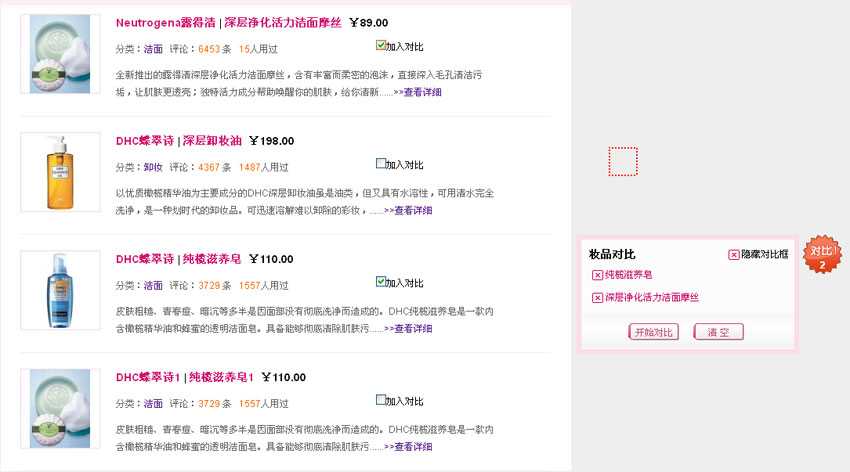 Neutrogena露得清 | 深层净化活力洁面摩丝 ￥89.00
分类：洁面 评论：6453 条 15人用过
加入对比
全新推出的露得清深层净化活力洁面摩丝，含有丰富而柔密的泡沫，直接深入毛孔清洁污
垢，让肌肤更透亮；独特活力成分帮助唤醒你的肌肤，给你清新......>>查看详细
DHC蝶翠诗 | 深层卸妆油 ￥198.00
分类：卸妆 评论：4367 条 1487人用过
加入对比
以优质橄榄精华油为主要成分的DHC深层卸妆油虽是油类，但又具有水溶性，可用清水完全
洗净，是一种划时代的卸妆品。可迅速溶解难以卸除的彩妆，......>>查看详细
DHC蝶翠诗 | 纯榄滋养皂 ￥110.00
分类：洁面 评论：3729 条 1557人用过
加入对比
皮肤粗糙、青春痘、暗沉等多半是因面部没有彻底洗净而造成的。DHC纯榄滋养皂是一款内
含橄榄精华油和蜂蜜的透明洁面皂。具备能够彻底清除肌肤污......>>查看详细
DHC蝶翠诗1 | 纯榄滋养皂1 ￥110.00
分类：洁面 评论：3729 条 1557人用过
加入对比
皮肤粗糙、青春痘、暗沉等多半是因面部没有彻底洗净而造成的。DHC纯榄滋养皂是一款内
含橄榄精华油和蜂蜜的透明洁面皂。具备能够彻底清除肌肤污......>>查看详细
妆品对比 隐藏对比框
纯榄滋养皂
深层净化活力洁面摩丝
开始对比 清 空
对比！
2